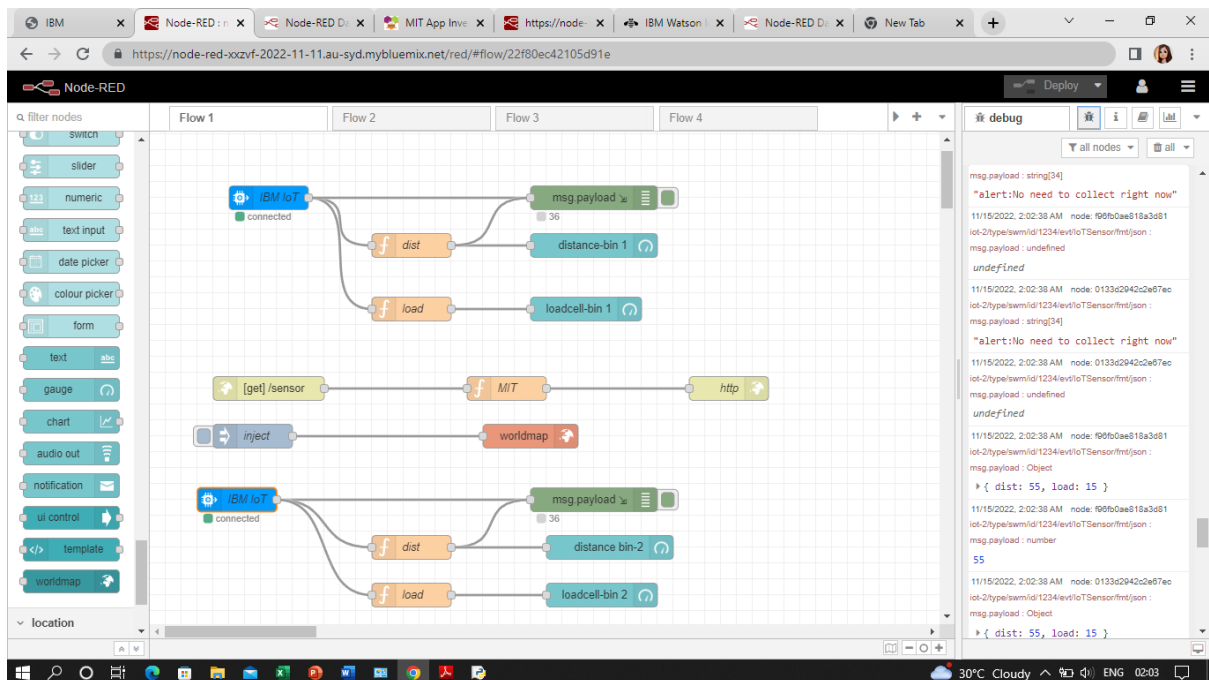 IBM
Node-RED : n
Node-RED Da
MIT App Inve
https://node-
IBM Watson
Node-RED Da
New Tab
https://node-red-xxzvf-2022-11-11.au-syd.mybluemix.net/red/#flow/22f80ec42105d91e
Node-RED
Deploy
filter nodes
Flow 1
Flow 2
Flow 3
Flow 4
debug
all nodes
all
switch
slider
numeric
text input
date picker
colour picker
form
text
gauge
chart
audio out
notification
ui control
template
worldmap
location
IBM IoT
connected
msg.payload
36
dist
distance-bin 1
load
loadcell-bin 1
[get] /sensor
MIT
http
inject
worldmap
IBM IoT
connected
msg.payload
36
dist
distance bin-2
load
loadcell-bin 2
msg.payload : string[34]
"alert:No need to collect right now"
11/15/2022, 2:02:38 AM node: f96fb0ae818a3d81
iot-2/type/swm/id/1234/evt/IoTSensor/fmt/json :
msg.payload : undefined
undefined
11/15/2022, 2:02:38 AM node: 0133d2942c2e67ec
iot-2/type/swm/id/1234/evt/IoTSensor/fmt/json :
msg.payload : string[34]
"alert:No need to collect right now"
11/15/2022, 2:02:38 AM node: 0133d2942c2e67ec
iot-2/type/swm/id/1234/evt/IoTSensor/fmt/json :
msg.payload : undefined
undefined
11/15/2022, 2:02:38 AM node: f96fb0ae818a3d81
iot-2/type/swm/id/1234/evt/IoTSensor/fmt/json :
msg.payload : Object
{ dist: 55, load: 15 }
11/15/2022, 2:02:38 AM node: f96fb0ae818a3d81
iot-2/type/swm/id/1234/evt/IoTSensor/fmt/json :
msg.payload : number
55
11/15/2022, 2:02:38 AM node: 0133d2942c2e67ec
iot-2/type/swm/id/1234/evt/IoTSensor/fmt/json :
msg.payload : Object
{ dist: 55, load: 15 }
30°C Cloudy
ENG
02:03